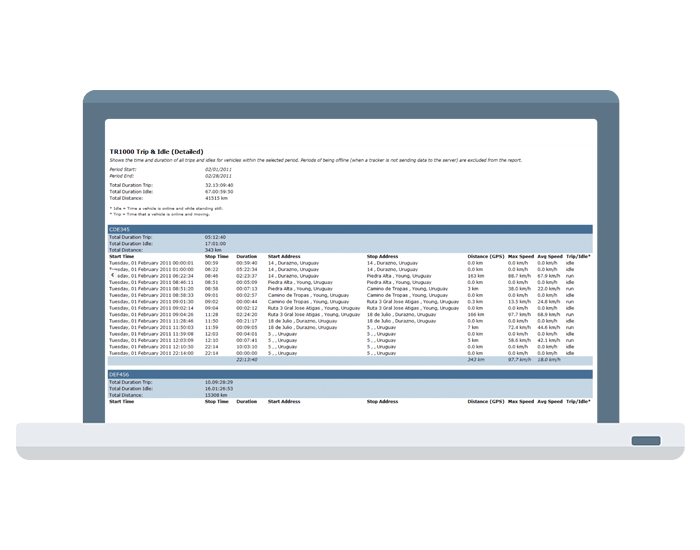 TR1000 Trip & Idle (Detailed)
Shows the time and duration of all trips and idles for vehicles within the selected period. Periods of being offline (when a tracker is not sending data to the server) are excluded from the report.
Period Start: 02/01/2011
Period End: 02/28/2011
Total Duration Trip: 32.13:09:40
Total Duration Idle: 67.00:59:30
Total Distance: 41515 km
* Idle = Time a vehicle is online and while standing still.
* Trip = Time that a vehicle is online and moving.
CDE345
Total Duration Trip: 05:12:40
Total Duration Idle: 17:01:00
Total Distance: 343 km
Start Time Stop Time Duration Start Address Stop Address Distance (GPS) Max Speed Avg Speed Trip/Idle*
Tuesday, 01 February 2011 00:00:01 00:59 00:59:40 14 , Durazno, Uruguay 14 , Durazno, Uruguay 0.0 km 0.0 km/h 0.0 km/h idle
01 February 2011 01:00:00 06:22 05:22:34 14 , Durazno, Uruguay 14 , Durazno, Uruguay 0.0 km 0.0 km/h 0.0 km/h idle
01 February 2011 06:22:34 08:46 02:23:37 14 , Durazno, Uruguay Piedra Alta , Young, Uruguay 163 km 88.7 km/h 67.9 km/h run
Tuesday, 01 February 2011 08:46:11 08:51 00:05:09 Piedra Alta , Young, Uruguay Piedra Alta , Young, Uruguay 0.0 km 0.0 km/h 0.0 km/h idle
Tuesday, 01 February 2011 08:51:20 08:58 00:07:13 Piedra Alta , Young, Uruguay Camino de Tropas , Young, Uruguay 3 km 38.0 km/h 22.0 km/h run
Tuesday, 01 February 2011 08:58:33 09:01 00:02:57 Camino de Tropas , Young, Uruguay Camino de Tropas , Young, Uruguay 0.0 km 0.0 km/h 0.0 km/h idle
Tuesday, 01 February 2011 09:01:30 09:02 00:00:44 Camino de Tropas , Young, Uruguay Ruta 3 Gral Jose Atigas , Young, Uruguay 0.3 km 13.5 km/h 24.8 km/h run
Tuesday, 01 February 2011 09:02:14 09:04 00:02:12 Ruta 3 Gral Jose Atigas , Young, Uruguay Ruta 3 Gral Jose Atigas , Young, Uruguay 0.0 km 0.0 km/h 0.0 km/h idle
Tuesday, 01 February 2011 09:04:26 11:28 02:24:20 Ruta 3 Gral Jose Atigas , Young, Uruguay 18 de Julio , Durazno, Uruguay 166 km 97.7 km/h 68.9 km/h run
Tuesday, 01 February 2011 11:28:46 11:50 00:21:17 18 de Julio , Durazno, Uruguay 18 de Julio , Durazno, Uruguay 0.0 km 0.0 km/h 0.0 km/h idle
Tuesday, 01 February 2011 11:50:03 11:59 00:09:05 18 de Julio , Durazno, Uruguay 5 , , Uruguay 7 km 72.4 km/h 44.6 km/h run
Tuesday, 01 February 2011 11:59:08 12:03 00:04:01 5 , , Uruguay 5 , , Uruguay 0.0 km 0.0 km/h 0.0 km/h idle
Tuesday, 01 February 2011 12:03:09 12:10 00:07:41 5 , , Uruguay 5 , , Uruguay 5 km 58.6 km/h 42.1 km/h run
Tuesday, 01 February 2011 12:10:50 22:14 10:03:10 5 , , Uruguay 5 , , Uruguay 0.0 km 0.0 km/h 0.0 km/h idle
Tuesday, 01 February 2011 22:14:00 22:14 00:00:00 5 , , Uruguay 5 , , Uruguay 0.0 km 0.0 km/h 0.0 km/h idle
22:13:40 343 km 97.7 km/h 18.0 km/h
DEF456
Total Duration Trip: 10.09:28:29
Total Duration Idle: 16.01:26:53
Total Distance: 13308 km
Start Time Stop Time Duration Start Address Stop Address Distance (GPS) Max Speed Avg Speed Trip/Idle*